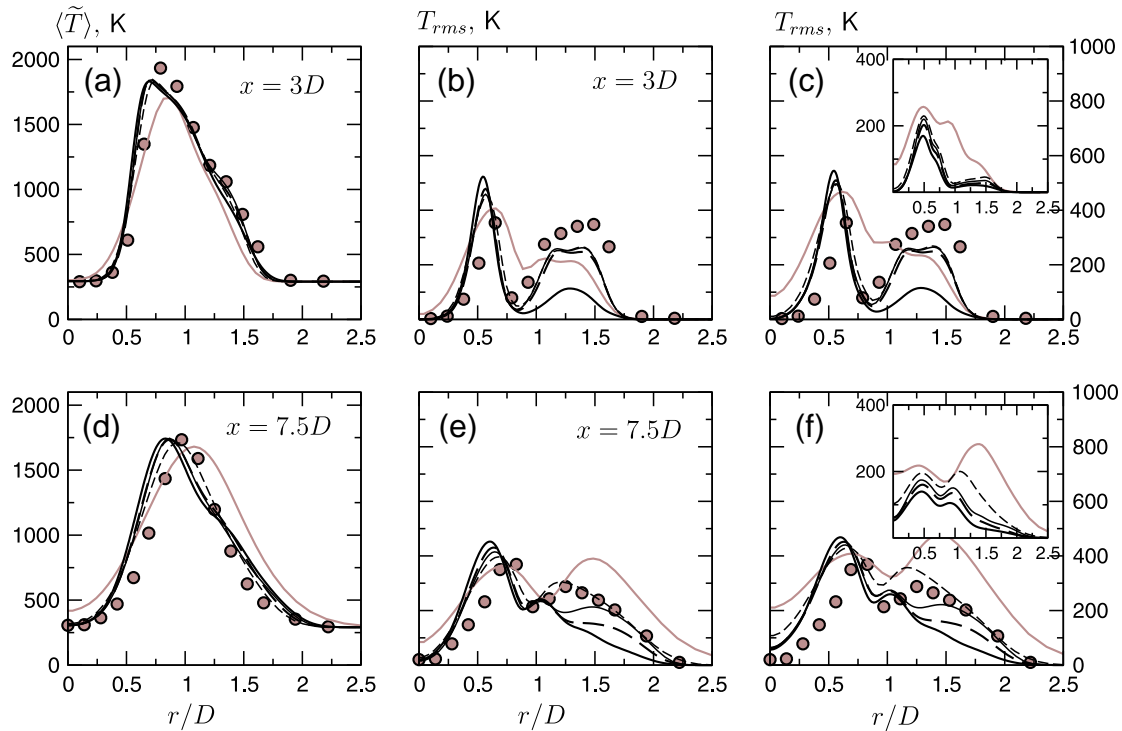 ⟨T̃⟩, K
T_rms, K
T_rms, K
2000
1500
1000
500
0
(a)
x = 3D
0 0.5 1 1.5 2 2.5
(b)
x = 3D
0 0.5 1 1.5 2 2.5
(c)
400
200
0.5 1 1.5 2 2.5
1000
800
600
400
200
0
0 0.5 1 1.5 2 2.5
2000
1500
1000
500
0
(d)
x = 7.5D
0 0.5 1 1.5 2 2.5
r/D
(e)
x = 7.5D
0 0.5 1 1.5 2 2.5
r/D
(f)
400
200
0.5 1 1.5 2 2.5
1000
800
600
400
200
0
0 0.5 1 1.5 2 2.5
r/D